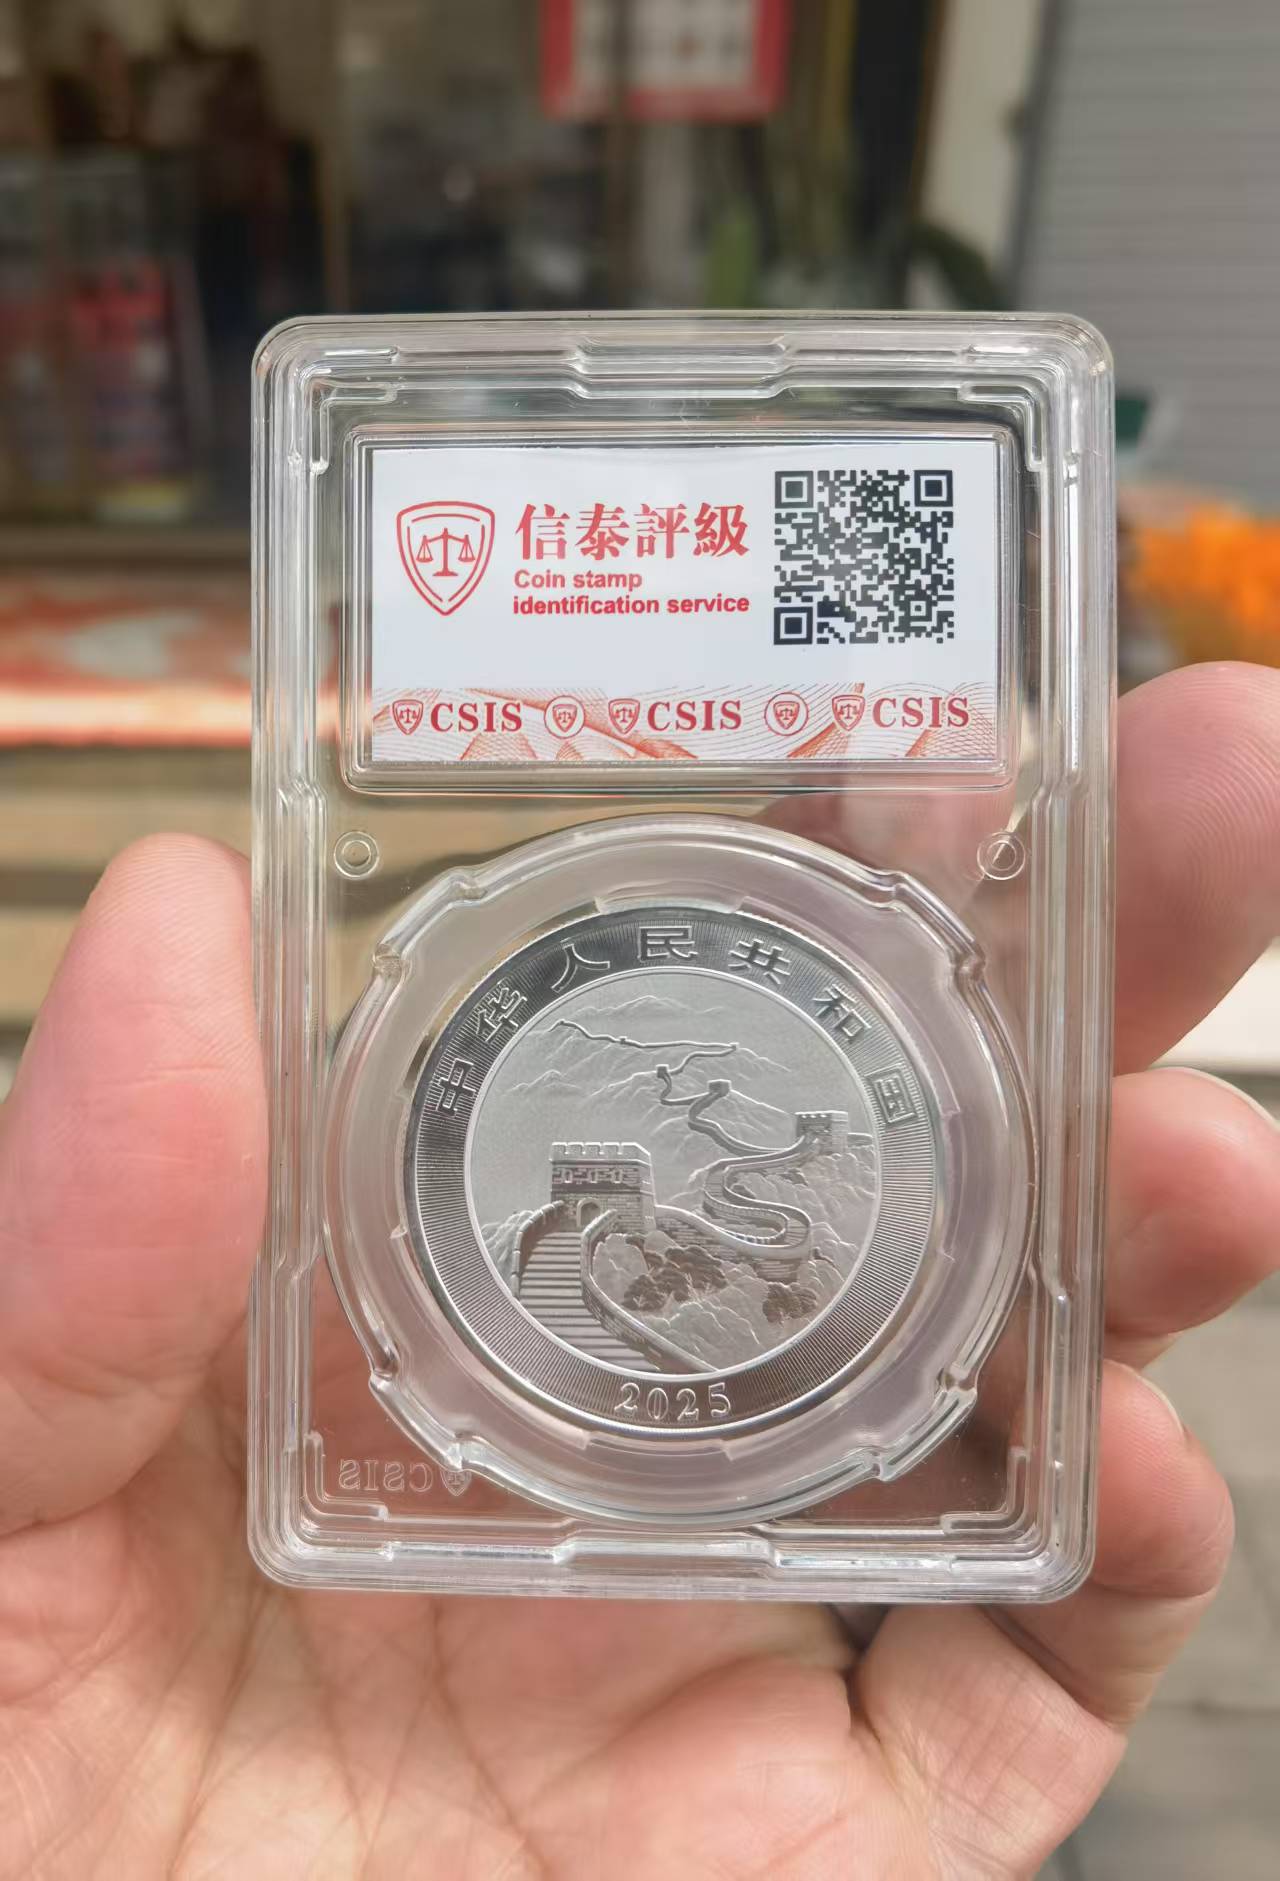 信泰評級
Coin stamp
identification service
CSIS CSIS CSIS
中华人民共和国
2025
CSIS